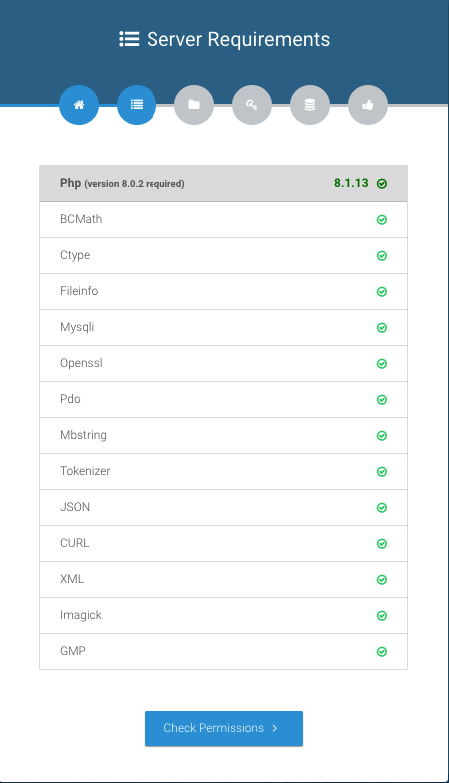 Server Requirements
Php (version 8.0.2 required) 8.1.13
BCMath
Ctype
Fileinfo
Mysqli
Openssl
Pdo
Mbstring
Tokenizer
JSON
CURL
XML
Imagick
GMP
Check Permissions